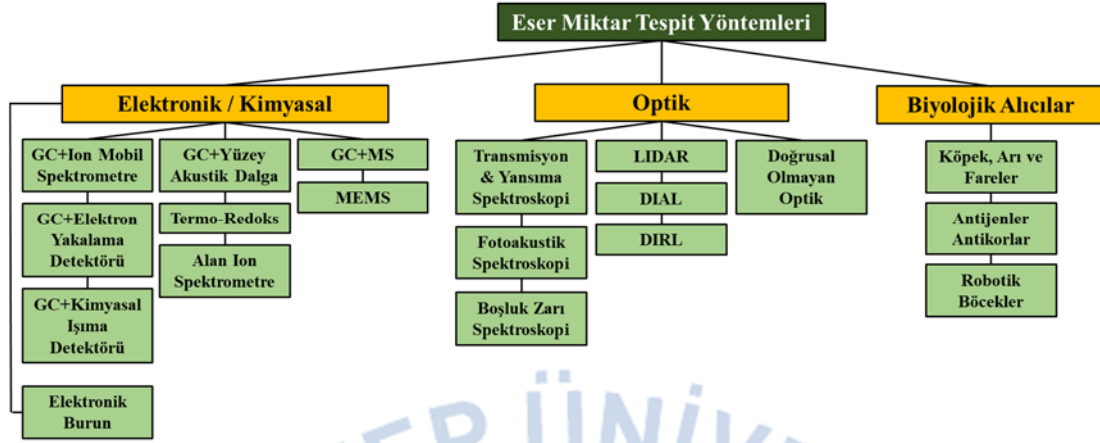 Eser Miktar Tespit Yöntemleri
Elektronik / Kimyasal
GC+Ion Mobil
Spektrometre
GC+Elektron
Yakalama
Detektörü
GC+Kimyasal
Işıma
Detektörü
Elektronik
Burun
GC+Yüzey
Akustik Dalga
Termo-Redoks
Alan Ion
Spektrometre
GC+MS
MEMS
Optik
Transmisyon
& Yansıma
Spektroskopi
Fotoakustik
Spektroskopi
Boşluk Zarı
Spektroskopi
LIDAR
DIAL
DIRL
Doğrusal
Olmayan
Optik
Biyolojik Alıcılar
Köpek, Arı ve
Fareler
Antijenler
Antikorlar
Robotik
Böcekler